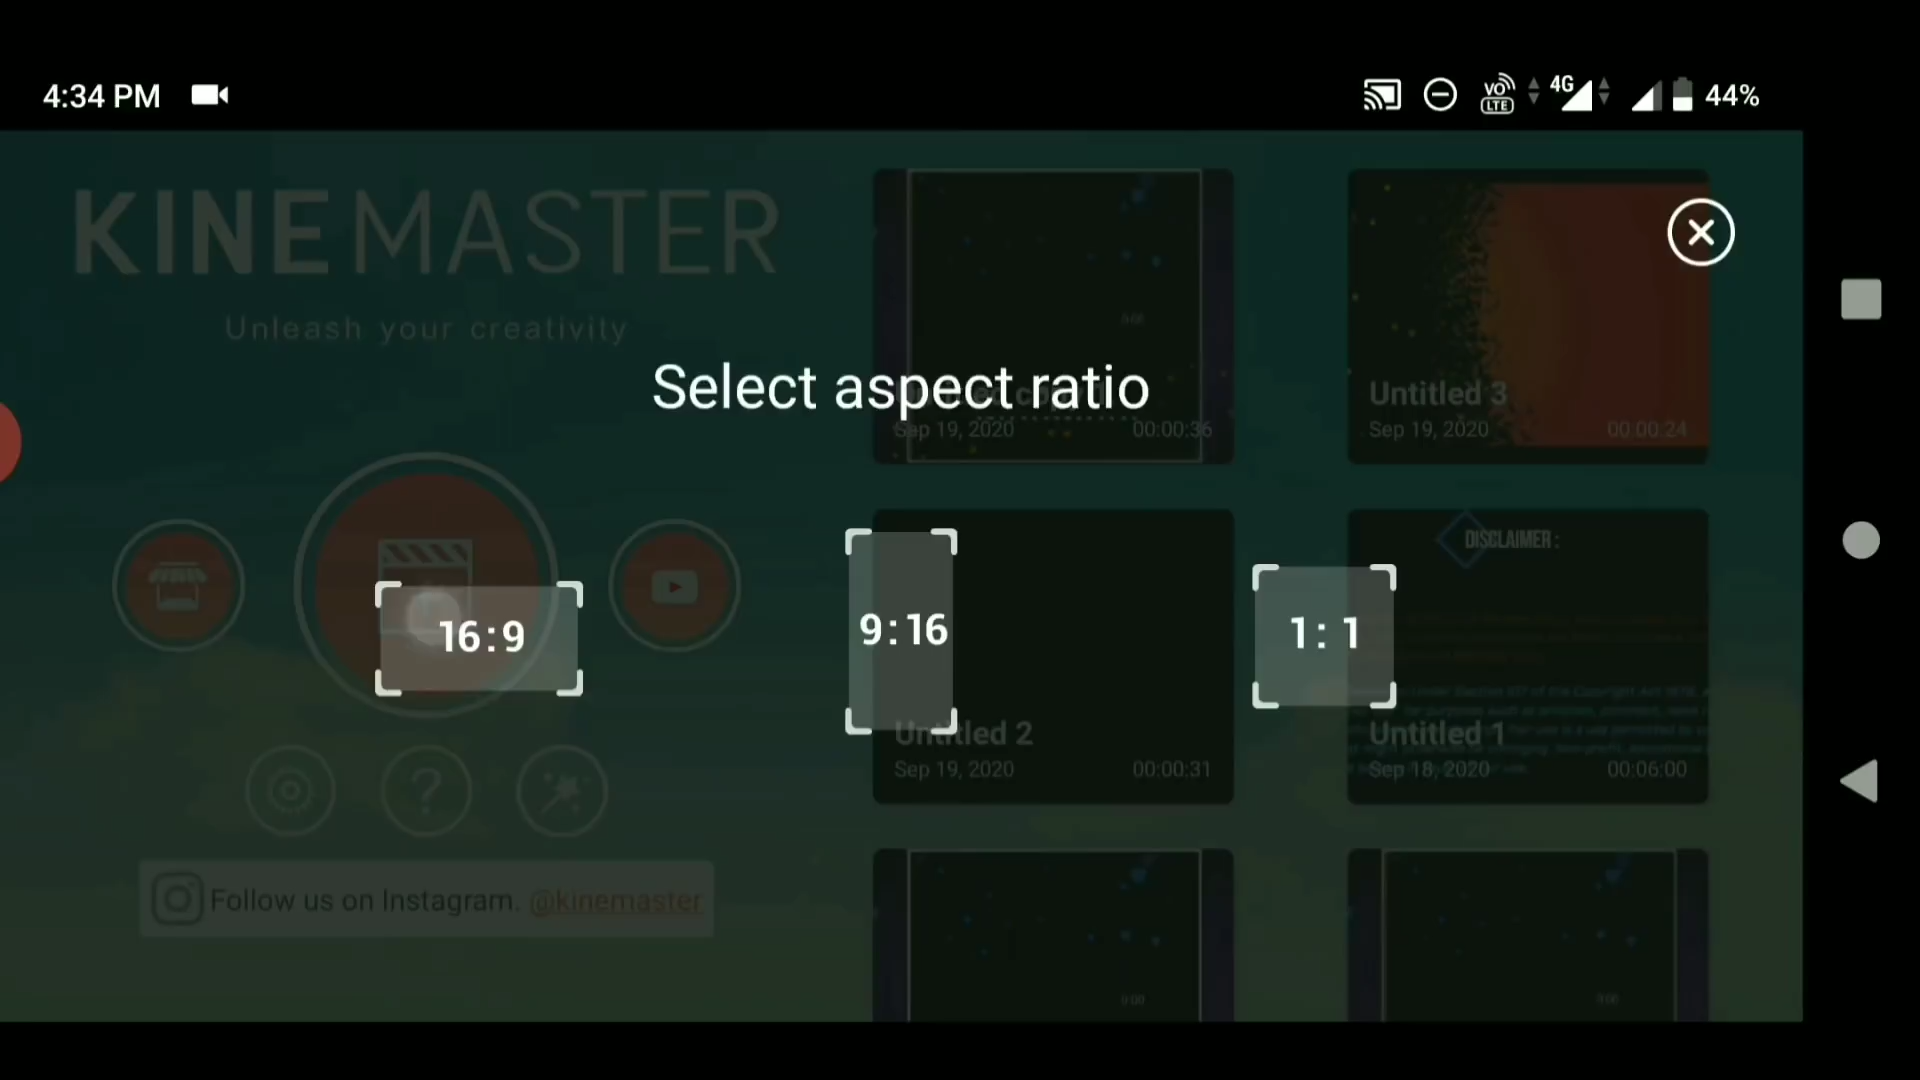 4:34 PM
VO LTE 4G 44%
KINEMASTER
Unleash your creativity
Select aspect ratio
Sep 19, 2020 00:00:36
Untitled 3
Sep 19, 2020 00:00:24
16:9
9:16
1:1
DISCLAIMER:
Untitled 2
Sep 19, 2020 00:00:31
Untitled 1
Sep 18, 2020 00:06:00
Follow us on Instagram. @kinemaster